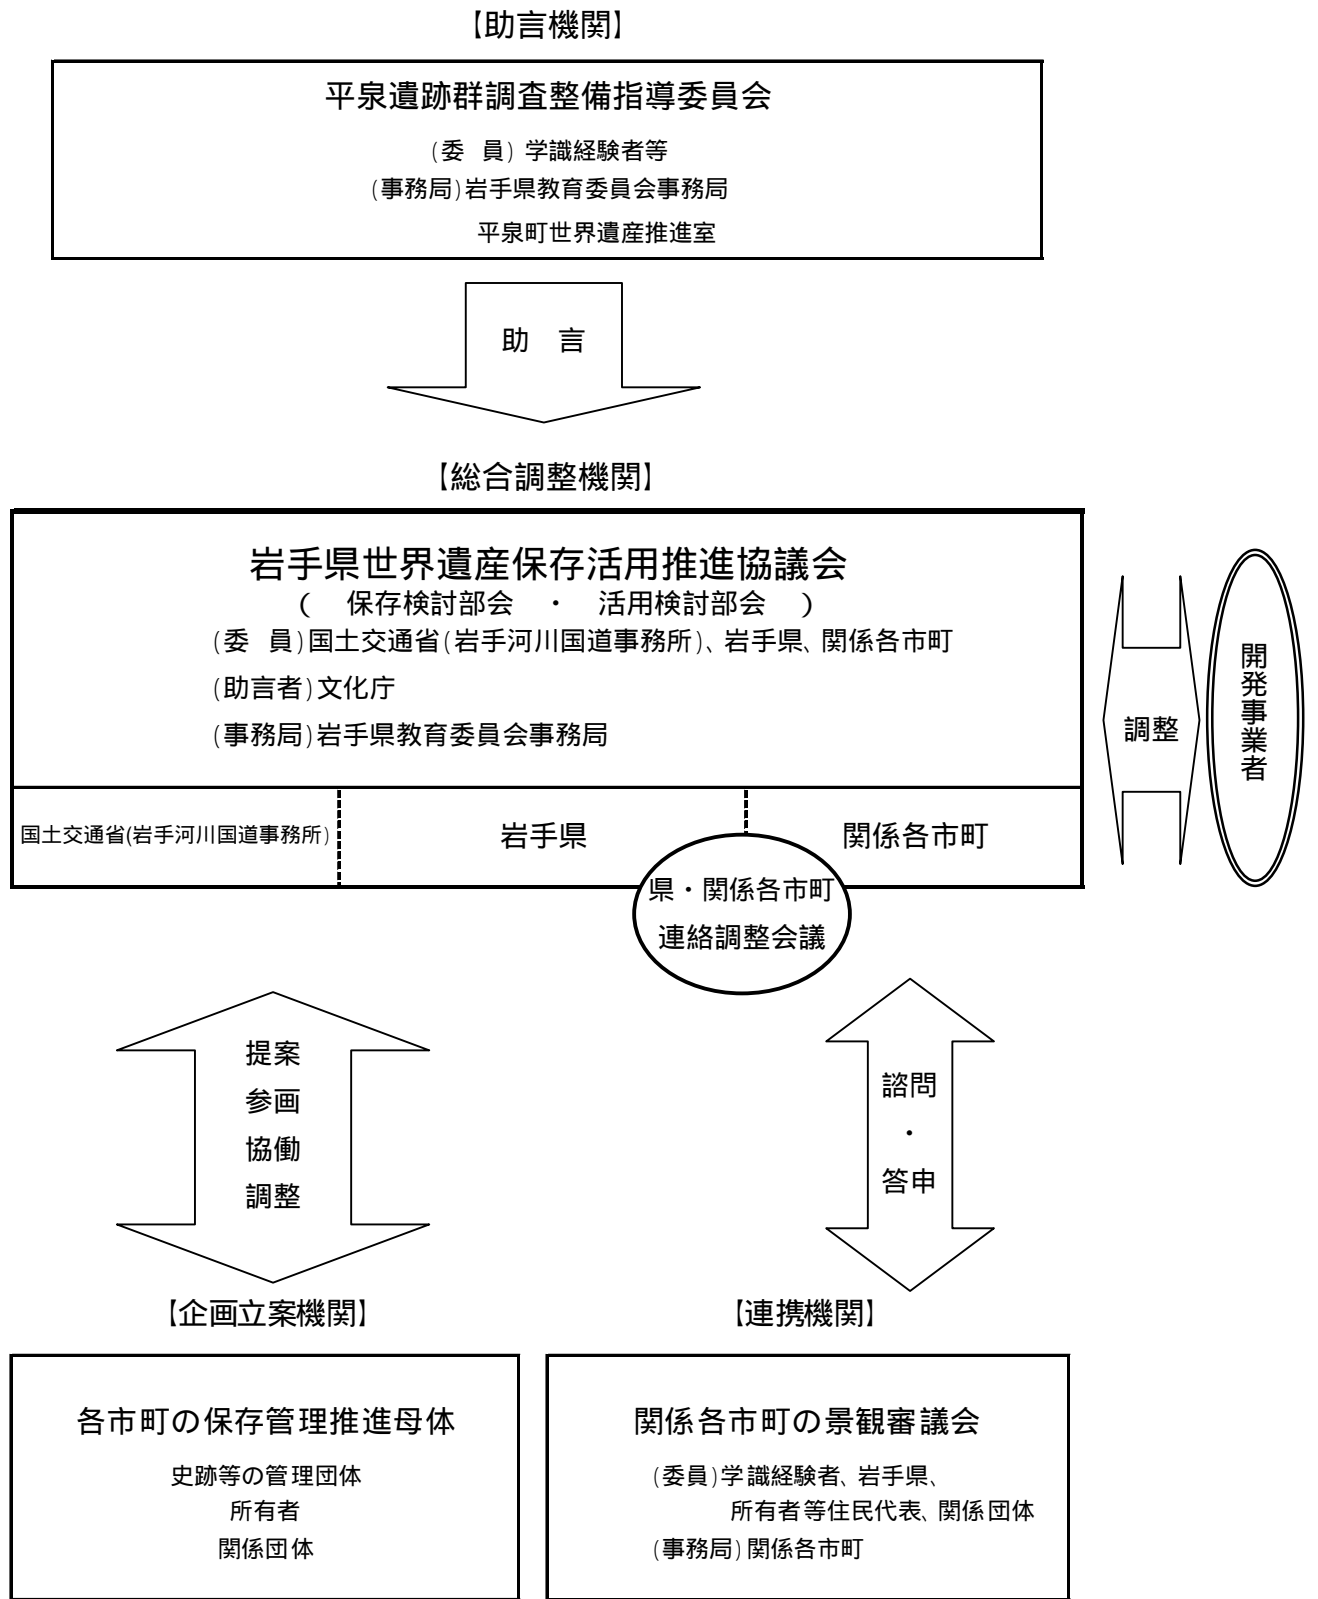 【助言機関】
平泉遺跡群調査整備指導委員会
(委 員) 学識経験者等
(事務局)岩手県教育委員会事務局
平泉町世界遺産推進室
助 言
【総合調整機関】
岩手県世界遺産保存活用推進協議会
( 保存検討部会 ・ 活用検討部会 )
(委 員)国土交通省(岩手河川国道事務所)、岩手県、関係各市町
(助言者)文化庁
(事務局)岩手県教育委員会事務局
調整
開発事業者
国土交通省(岩手河川国道事務所)
岩手県
関係各市町
県・関係各市町
連絡調整会議
提案
参画
協働
調整
諮問
・
答申
【企画立案機関】
各市町の保存管理推進母体
史跡等の管理団体
所有者
関係団体
【連携機関】
関係各市町の景観審議会
(委員)学識経験者、岩手県、
所有者等住民代表、関係団体
(事務局)関係各市町